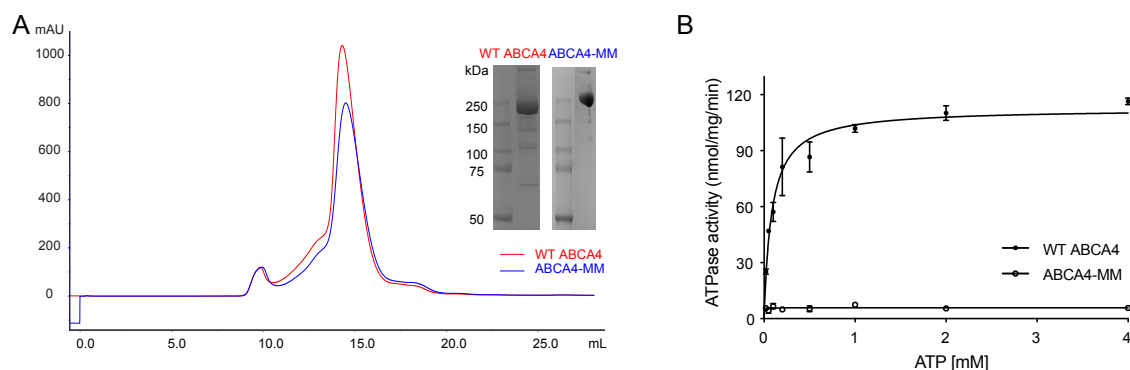 A
mAU
1000
800
600
400
200
0
0.0 5.0 10.0 15.0 20.0 25.0 mL
WT ABCA4 ABCA4-MM
kDa
250
150
100
75
50
WT ABCA4
ABCA4-MM
B
ATPase activity (nmol/mg/min)
120
90
60
30
0
0 1 2 3 4
ATP [mM]
WT ABCA4
ABCA4-MM